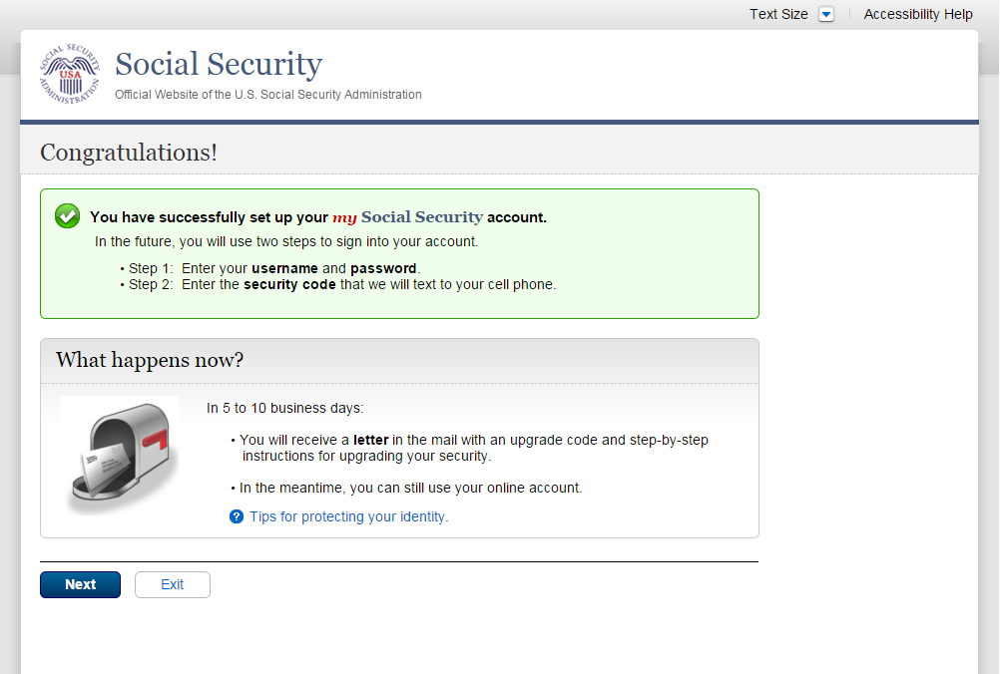 Text Size
Accessibility Help
SOCIAL SECURITY ADMINISTRATION
USA
Social Security
Official Website of the U.S. Social Security Administration
Congratulations!
You have successfully set up your my Social Security account.
In the future, you will use two steps to sign into your account.
• Step 1: Enter your username and password.
• Step 2: Enter the security code that we will text to your cell phone.
What happens now?
In 5 to 10 business days:
• You will receive a letter in the mail with an upgrade code and step-by-step
instructions for upgrading your security.
• In the meantime, you can still use your online account.
? Tips for protecting your identity.
Next
Exit